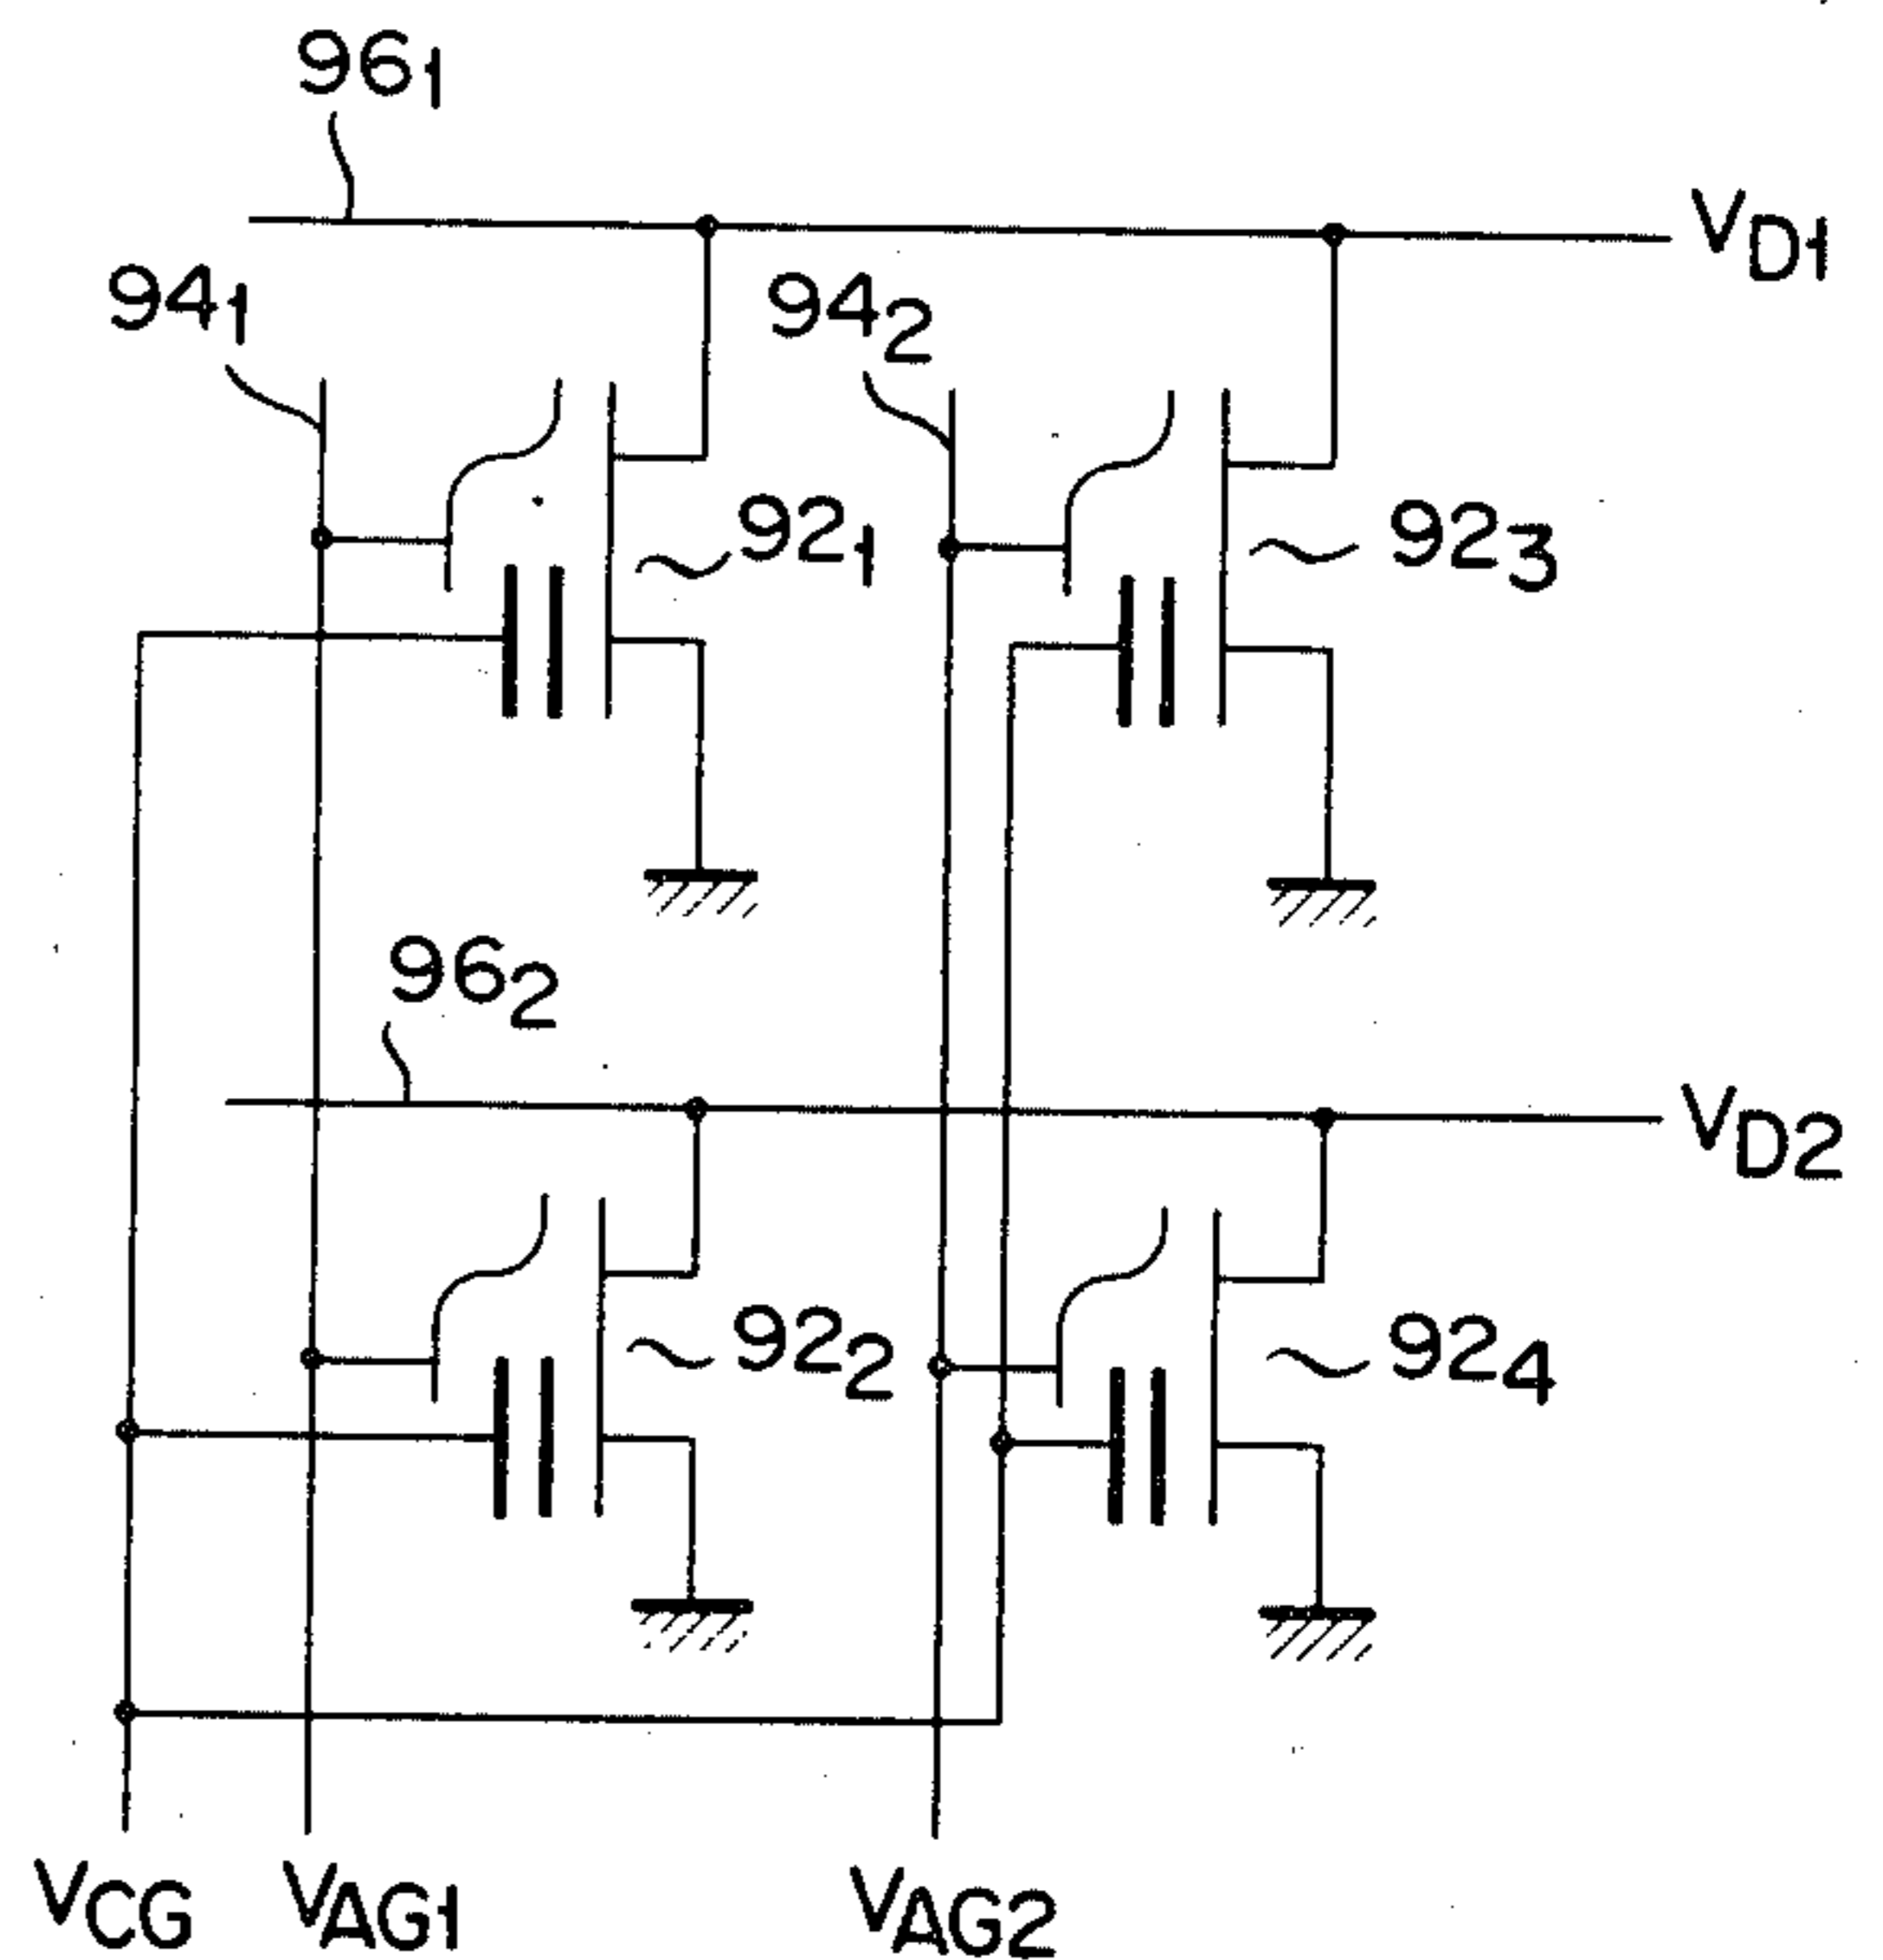 96₁
V_D1
94₁
94₂
92₁
92₃
96₂
V_D2
92₂
92₄
V_CG
V_AG1
V_AG2